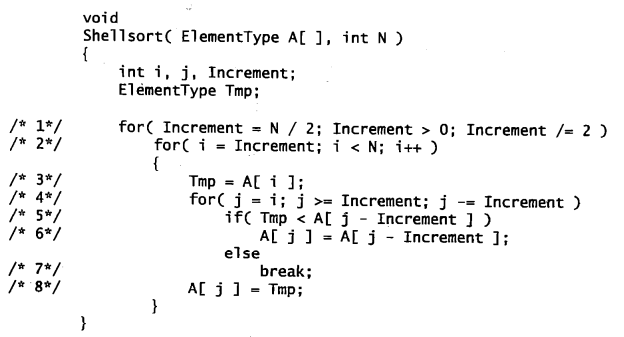 void
Shellsort( ElementType A[ ], int N )
{
int i, j, Increment;
ElementType Tmp;
/* 1*/ for( Increment = N / 2; Increment > 0; Increment /= 2 )
/* 2*/ for( i = Increment; i < N; i++ )
{
/* 3*/ Tmp = A[ i ];
/* 4*/ for( j = i; j >= Increment; j -= Increment )
/* 5*/ if( Tmp < A[ j - Increment ] )
/* 6*/ A[ j ] = A[ j - Increment ];
else
/* 7*/ break;
/* 8*/ A[ j ] = Tmp;
}
}